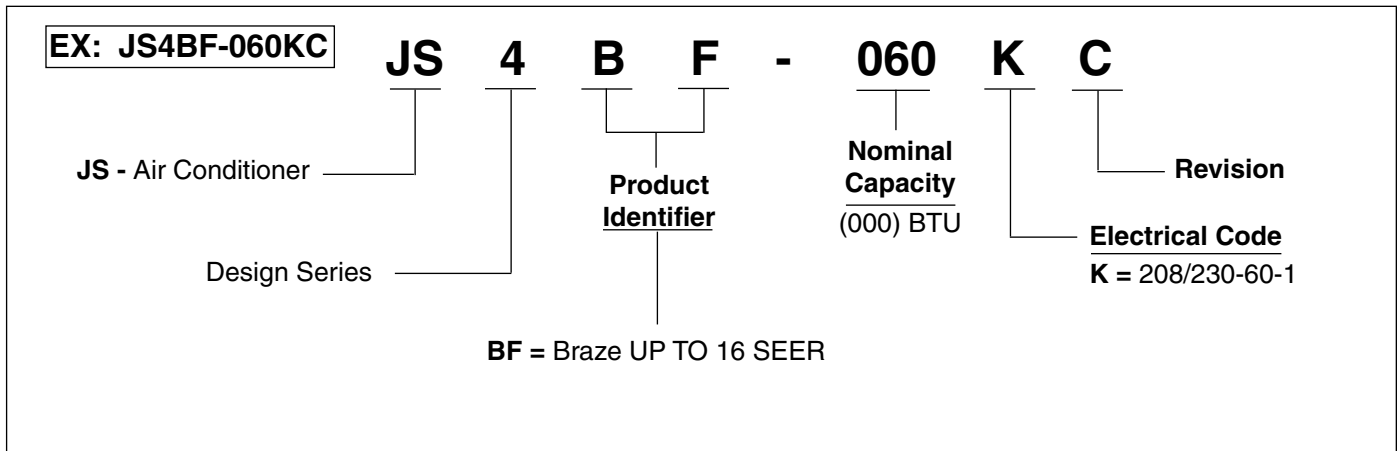 EX: JS4BF-060KC
JS 4 B F - 060 K C
JS - Air Conditioner
Design Series
Product
Identifier
BF = Braze UP TO 16 SEER
Nominal
Capacity
(000) BTU
Revision
Electrical Code
K = 208/230-60-1